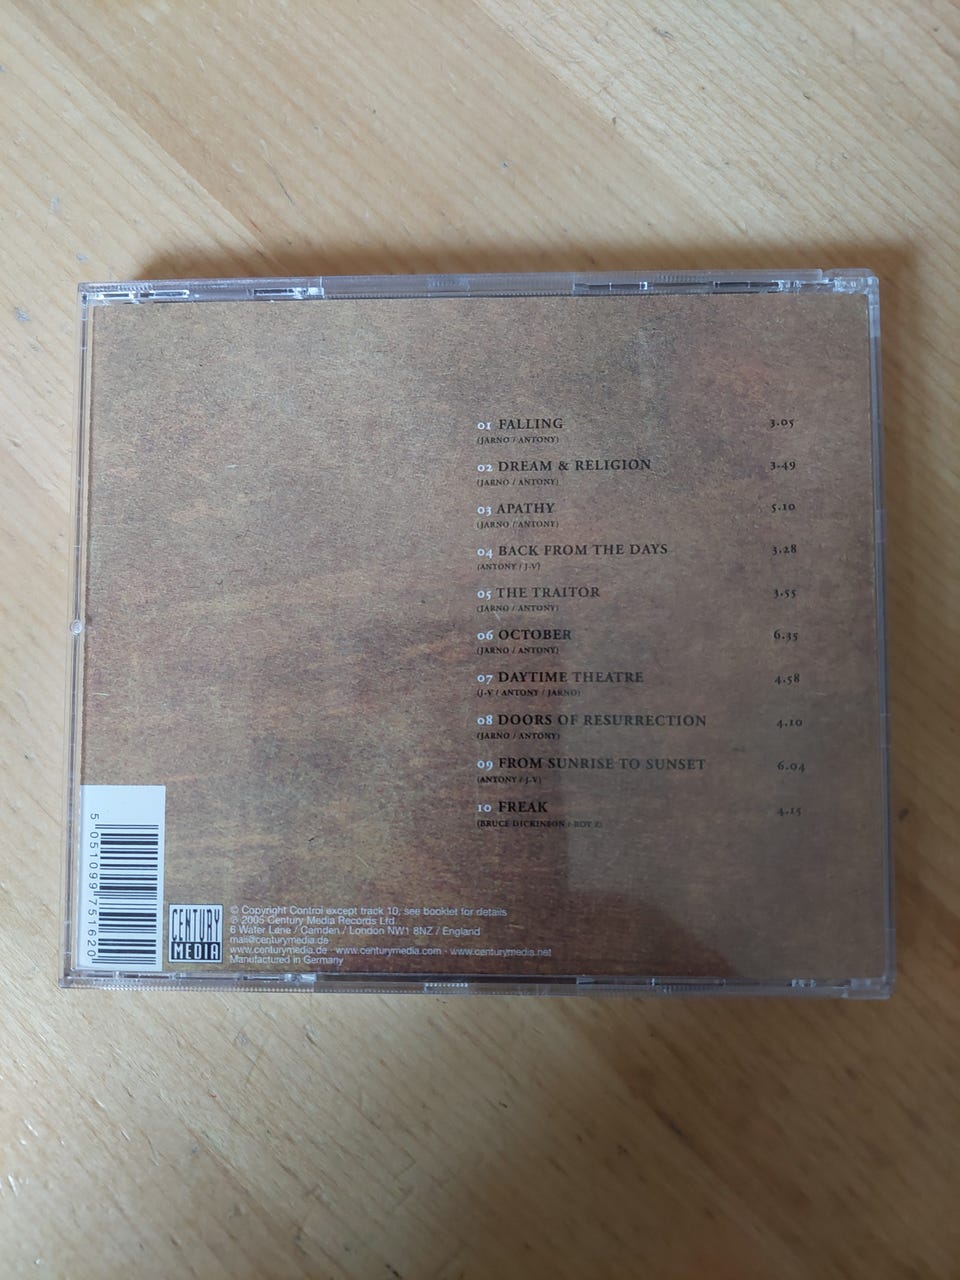 01 FALLING 3.05
(JARNO / ANTONY)
02 DREAM & RELIGION 3.49
(JARNO / ANTONY)
03 APATHY 5.10
(JARNO / ANTONY)
04 BACK FROM THE DAYS 3.28
(ANTONY / J-V)
05 THE TRAITOR 3.55
(JARNO / ANTONY)
06 OCTOBER 6.35
(JARNO / ANTONY)
07 DAYTIME THEATRE 4.58
(J-V / ANTONY / JARNO)
08 DOORS OF RESURRECTION 4.10
(JARNO / ANTONY)
09 FROM SUNRISE TO SUNSET 6.04
(ANTONY / J-V)
10 FREAK 4.15
(BRUCE DICKINSON / ROY Z)
5 051099 751620
CENTURY
MEDIA
© Copyright Control except track 10, see booklet for details
℗ 2005 Century Media Records Ltd.
6 Water Lane / Camden / London NW1 8NZ / England
mail@centurymedia.de
www.centurymedia.de · www.centurymedia.com · www.centurymedia.net
Manufactured in Germany